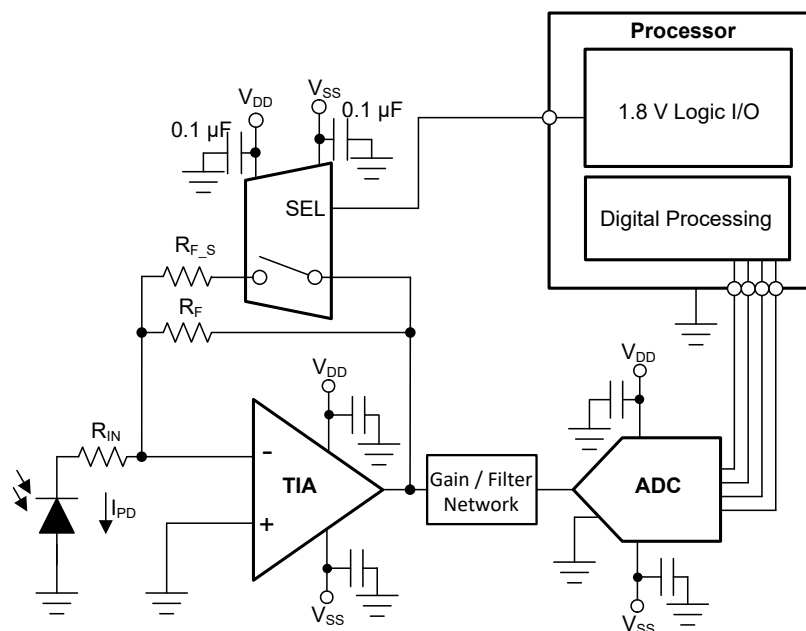 Processor
1.8 V Logic I/O
Digital Processing
VDD
VSS
0.1 µF
0.1 µF
SEL
RF_S
RF
VDD
VDD
RIN
-
TIA
+
IPD
Gain / Filter
Network
ADC
VSS
VSS